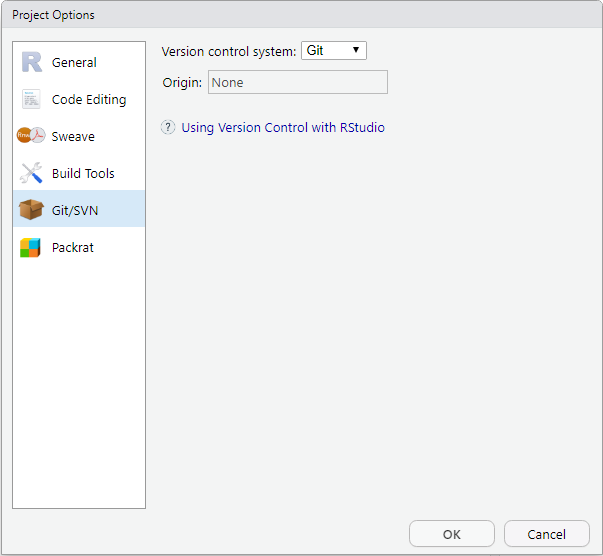 Project Options
General
Code Editing
Sweave
Build Tools
Git/SVN
Packrat
Version control system: Git
Origin: None
? Using Version Control with RStudio
OK
Cancel